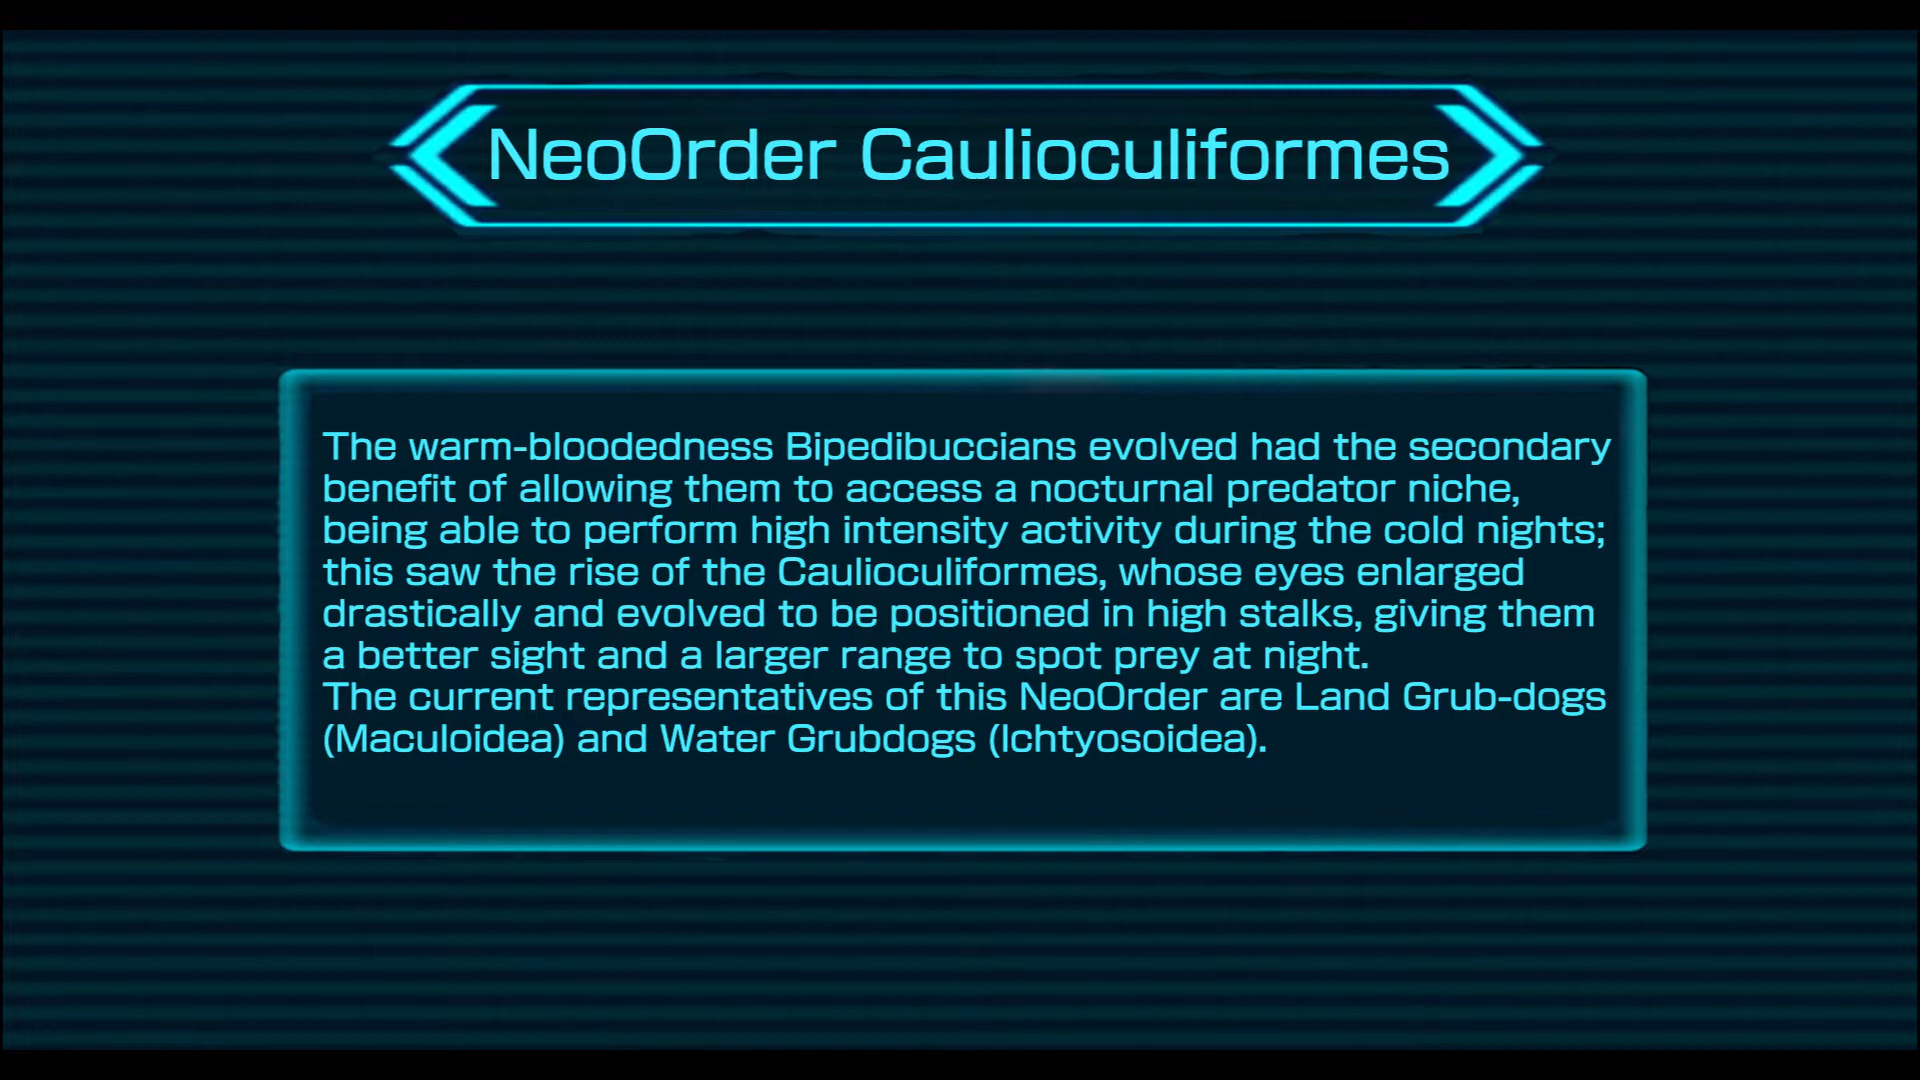 NeoOrder Caulioculiformes
The warm-bloodedness Bipedibuccians evolved had the secondary
benefit of allowing them to access a nocturnal predator niche,
being able to perform high intensity activity during the cold nights;
this saw the rise of the Caulioculiformes, whose eyes enlarged
drastically and evolved to be positioned in high stalks, giving them
a better sight and a larger range to spot prey at night.
The current representatives of this NeoOrder are Land Grub-dogs
(Maculoidea) and Water Grubdogs (Ichtyosoidea).